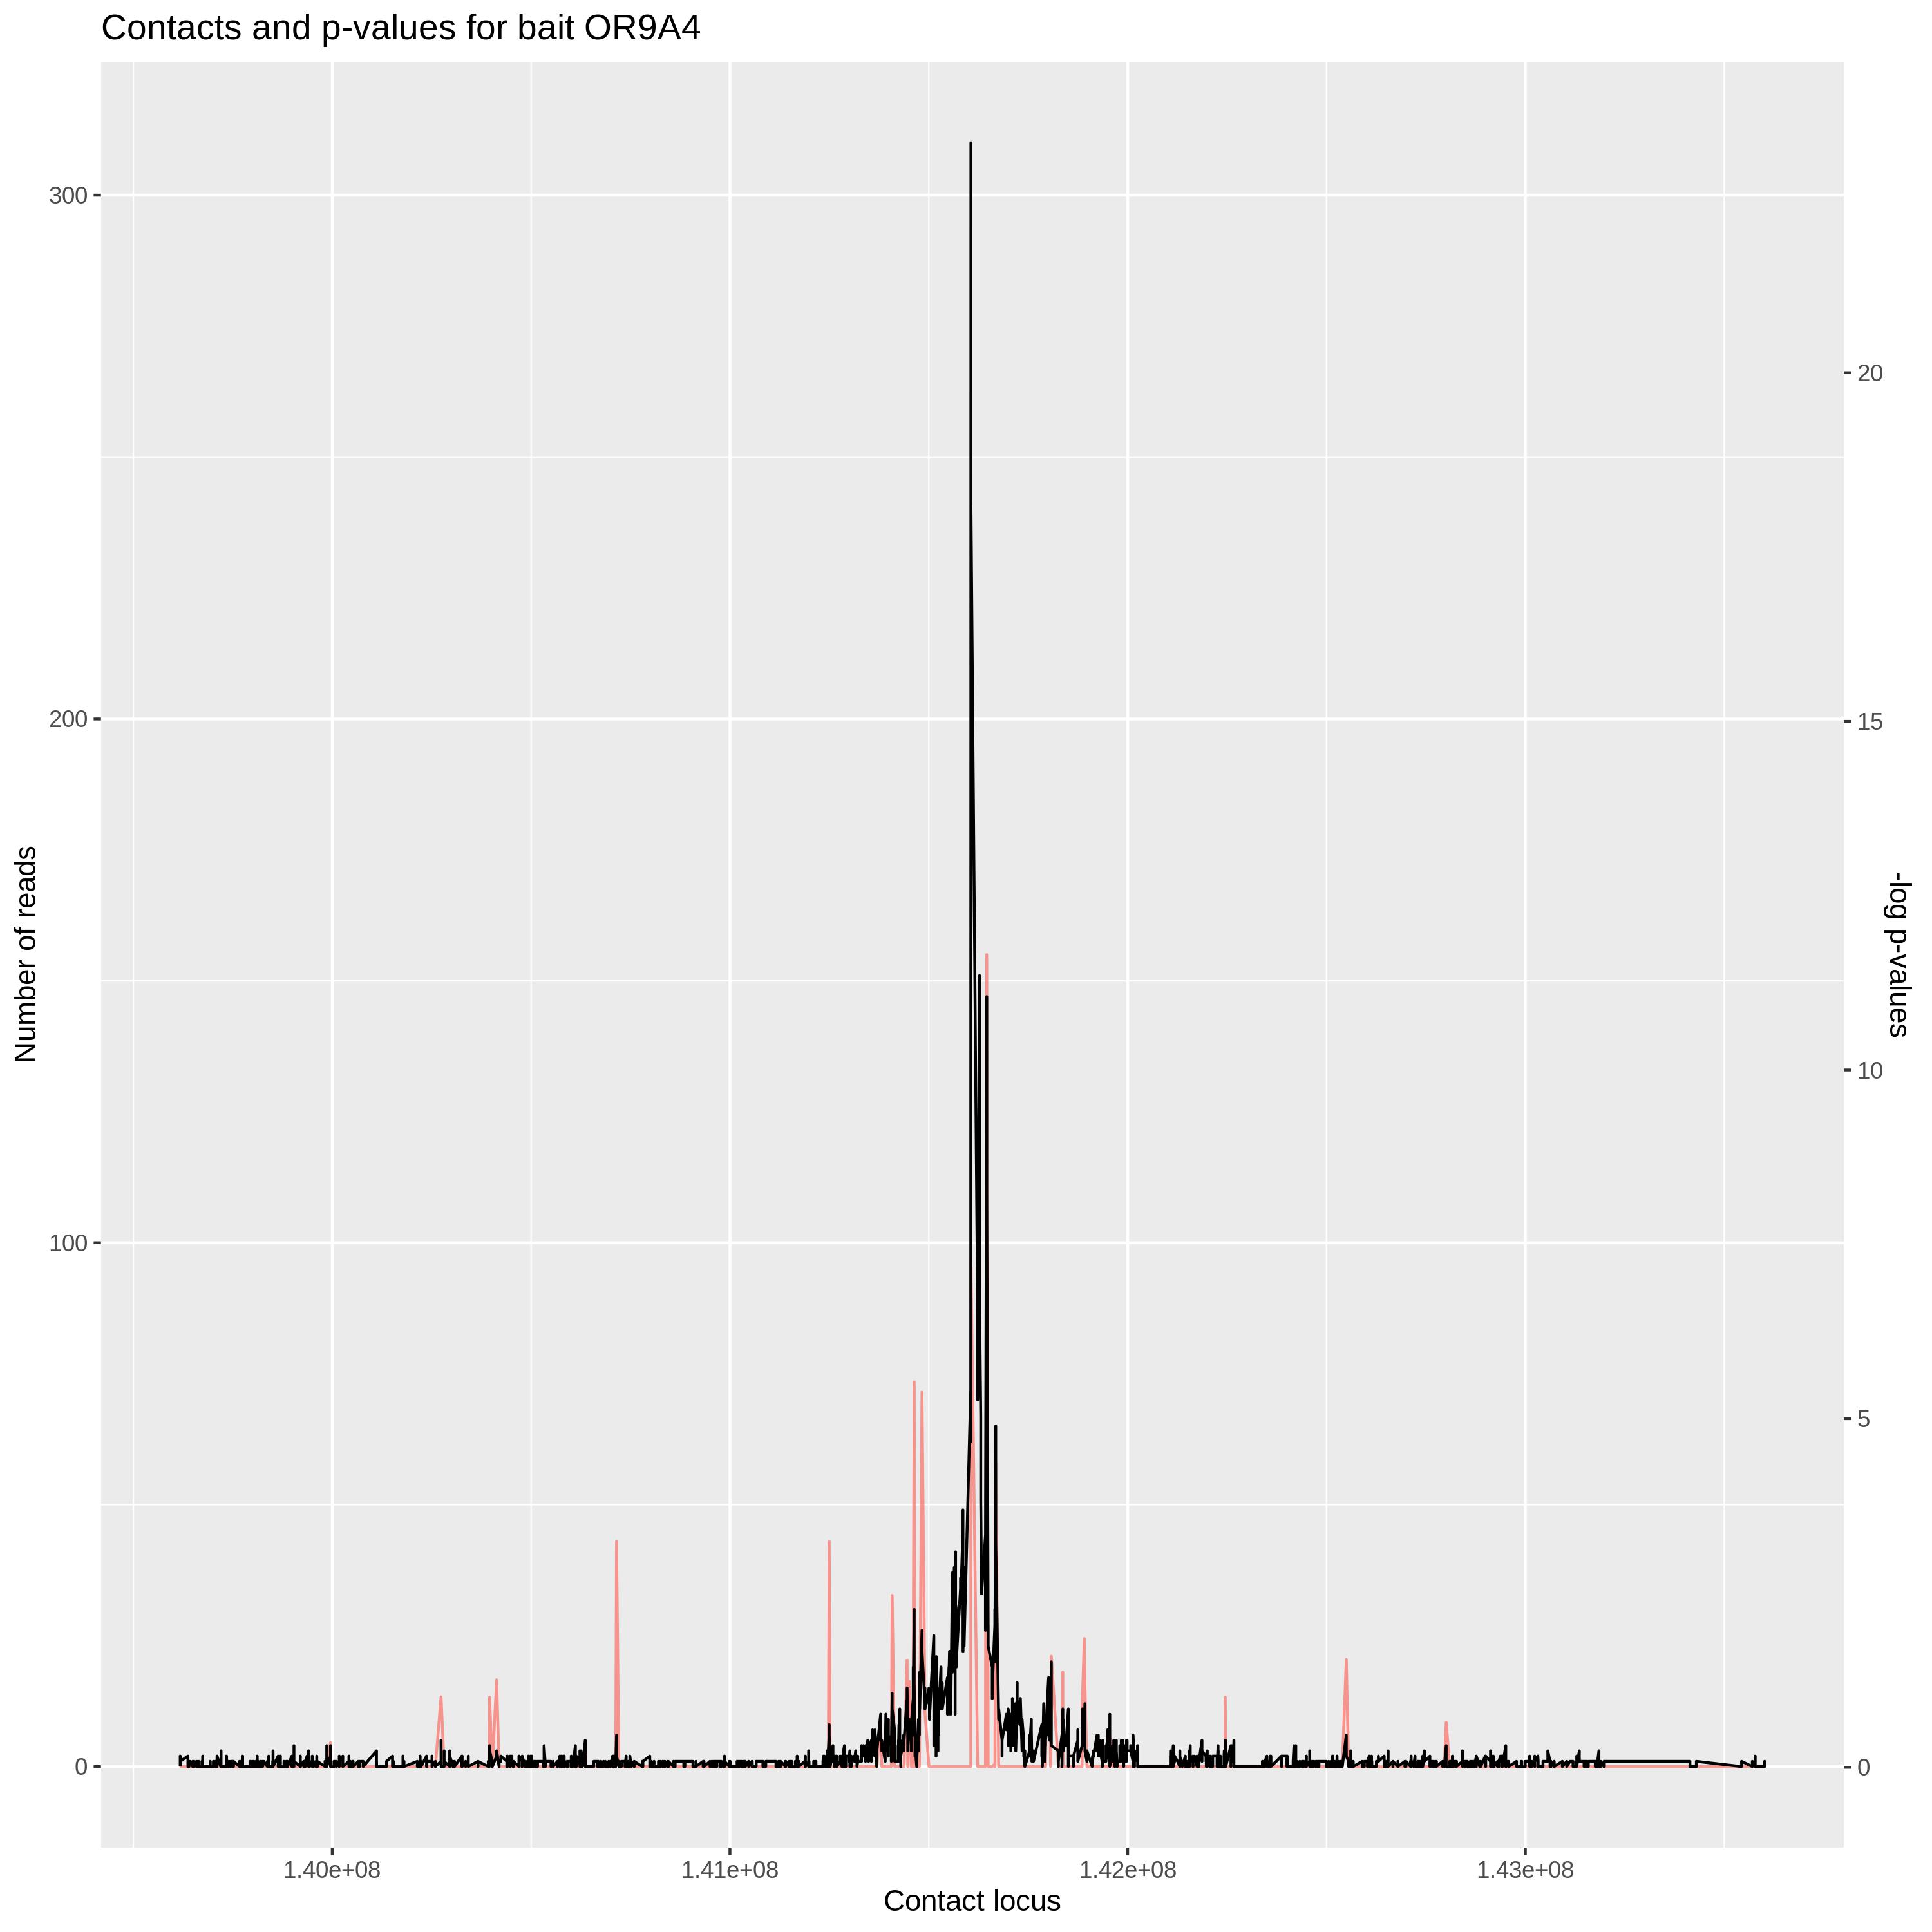 Contacts and p-values for bait OR9A4
300
200
100
0
Number of reads
20
15
10
5
0
-log p-values
1.40e+08
1.41e+08
1.42e+08
1.43e+08
Contact locus